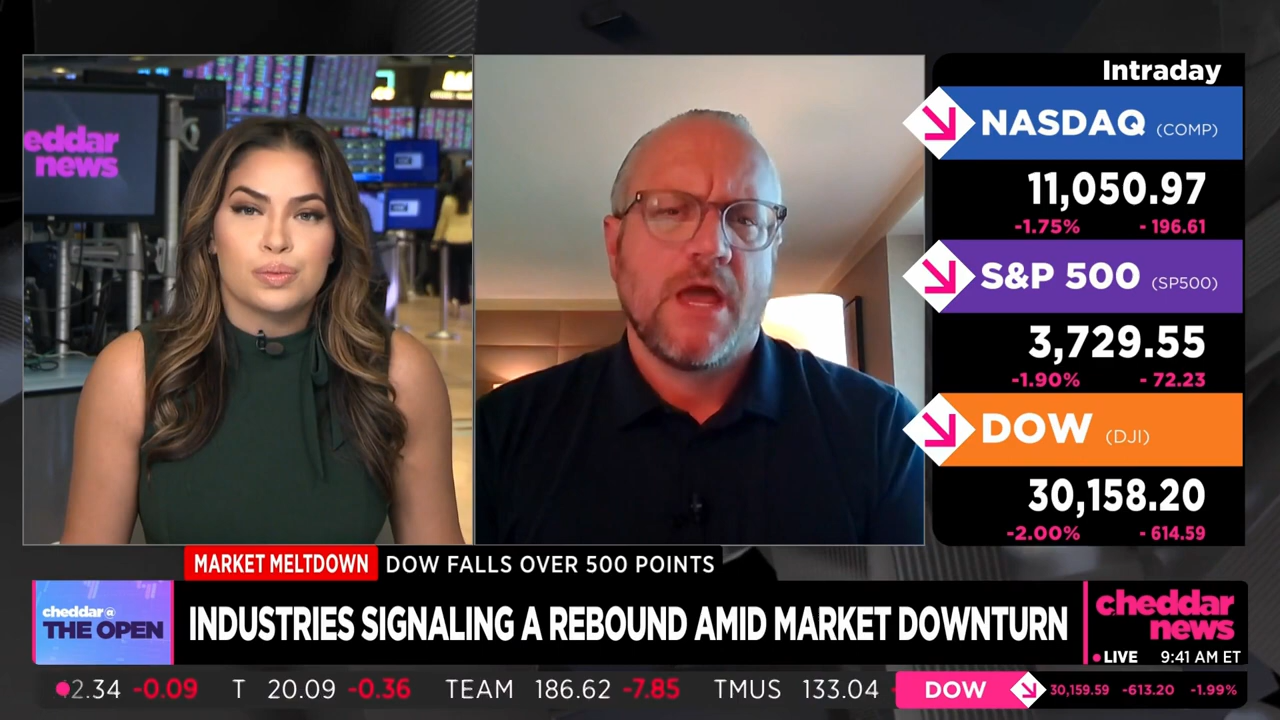 eddar
news
Intraday
NASDAQ (COMP)
11,050.97
-1.75% - 196.61
S&P 500 (SP500)
3,729.55
-1.90% - 72.23
DOW (DJI)
30,158.20
-2.00% - 614.59
MARKET MELTDOWN DOW FALLS OVER 500 POINTS
cheddar @
THE OPEN
INDUSTRIES SIGNALING A REBOUND AMID MARKET DOWNTURN
cheddar
news
LIVE 9:41 AM ET
2.34 -0.09 T 20.09 -0.36 TEAM 186.62 -7.85 TMUS 133.04 - DOW 30,159.59 -613.20 -1.99%